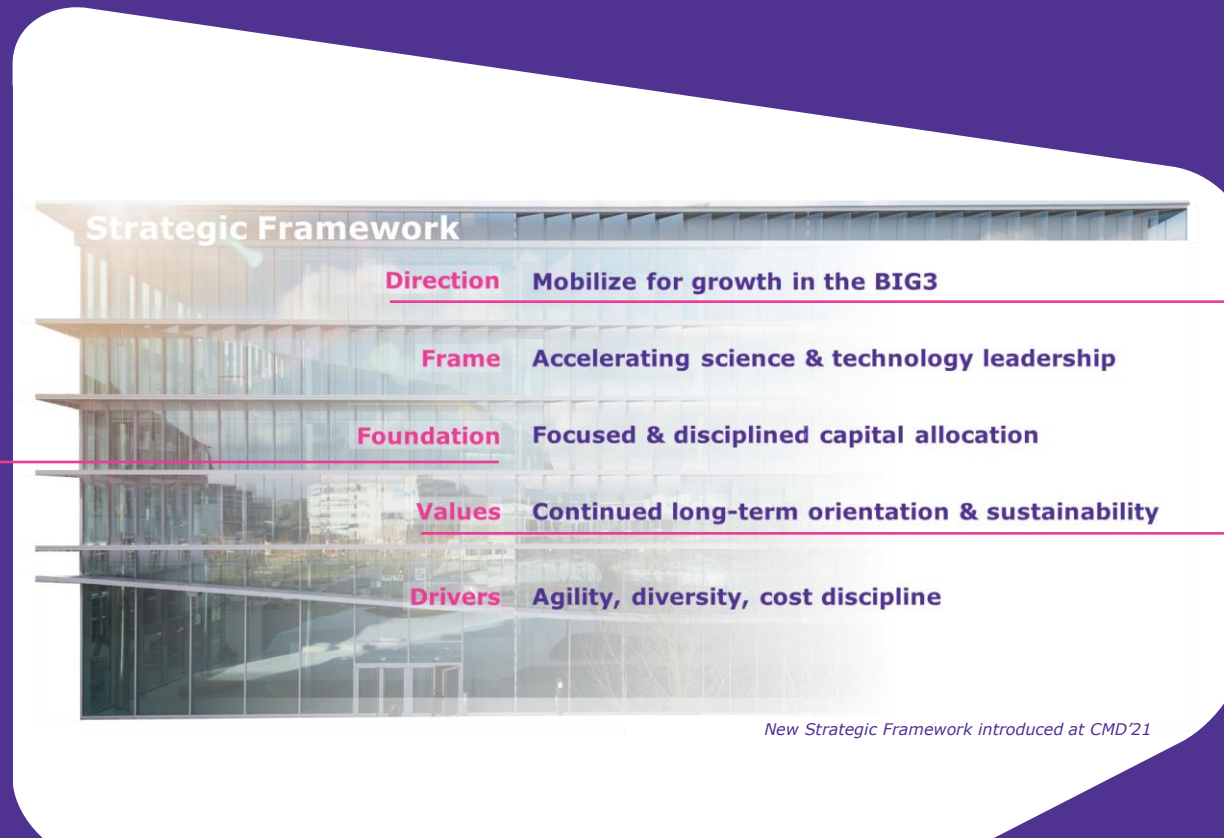 Strategic Framework
Direction Mobilize for growth in the BIG3
Frame Accelerating science & technology leadership
Foundation Focused & disciplined capital allocation
Values Continued long-term orientation & sustainability
Drivers Agility, diversity, cost discipline
New Strategic Framework introduced at CMD'21